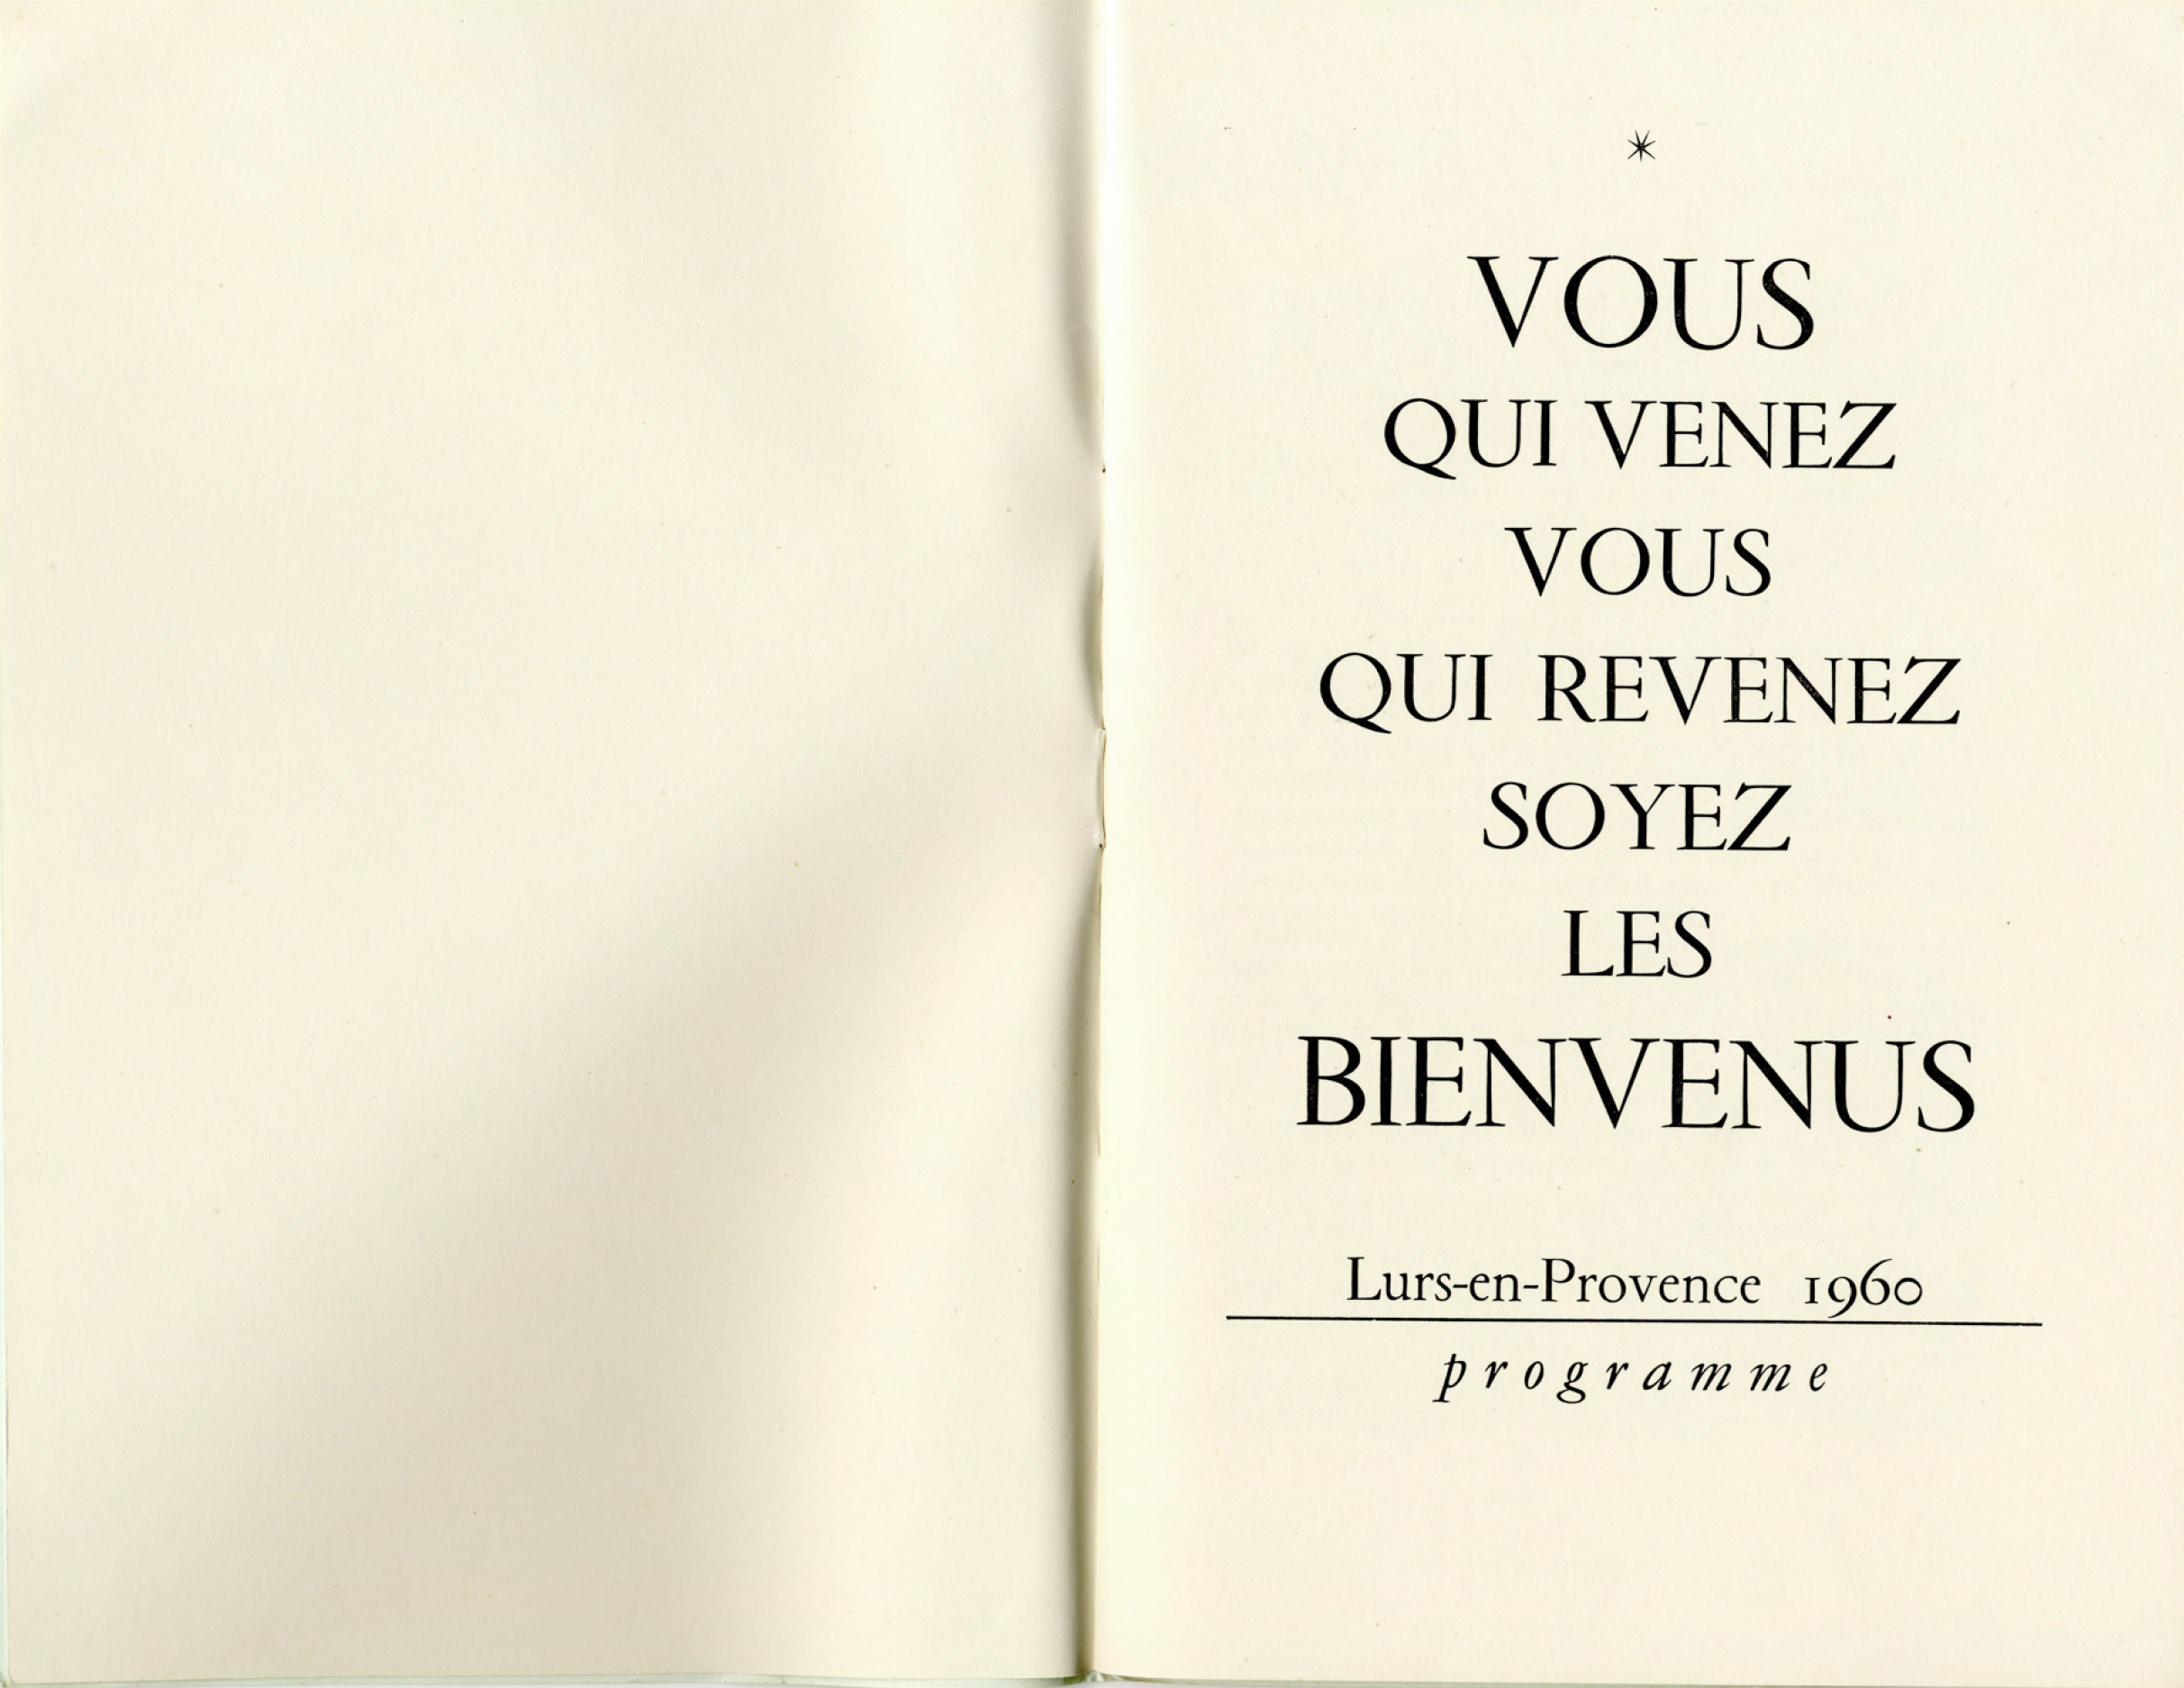 *
VOUS
QUI VENEZ
VOUS
QUI REVENEZ
SOYEZ
LES
BIENVENUS
Lurs-en-Provence 1960
programme